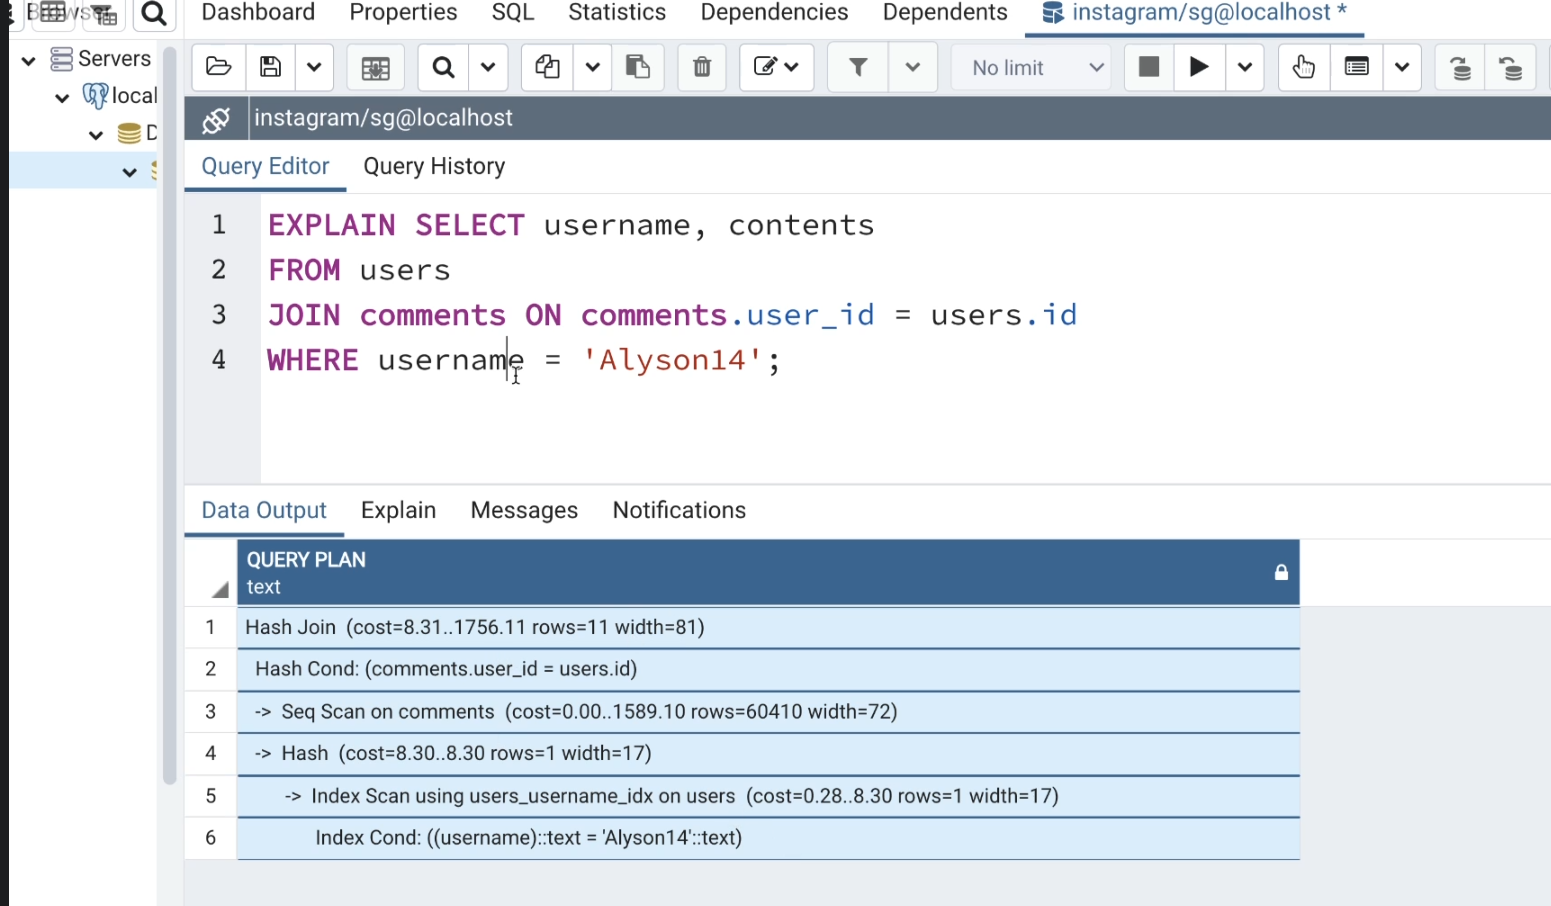 Dashboard Properties SQL Statistics Dependencies Dependents instagram/sg@localhost *
Servers
No limit
local
instagram/sg@localhost
D
Query Editor Query History
1 EXPLAIN SELECT username, contents
2 FROM users
3 JOIN comments ON comments.user_id = users.id
4 WHERE username = 'Alyson14';
Data Output Explain Messages Notifications
QUERY PLAN
text
1 Hash Join (cost=8.31..1756.11 rows=11 width=81)
2 Hash Cond: (comments.user_id = users.id)
3 -> Seq Scan on comments (cost=0.00..1589.10 rows=60410 width=72)
4 -> Hash (cost=8.30..8.30 rows=1 width=17)
5 -> Index Scan using users_username_idx on users (cost=0.28..8.30 rows=1 width=17)
6 Index Cond: ((username)::text = 'Alyson14'::text)